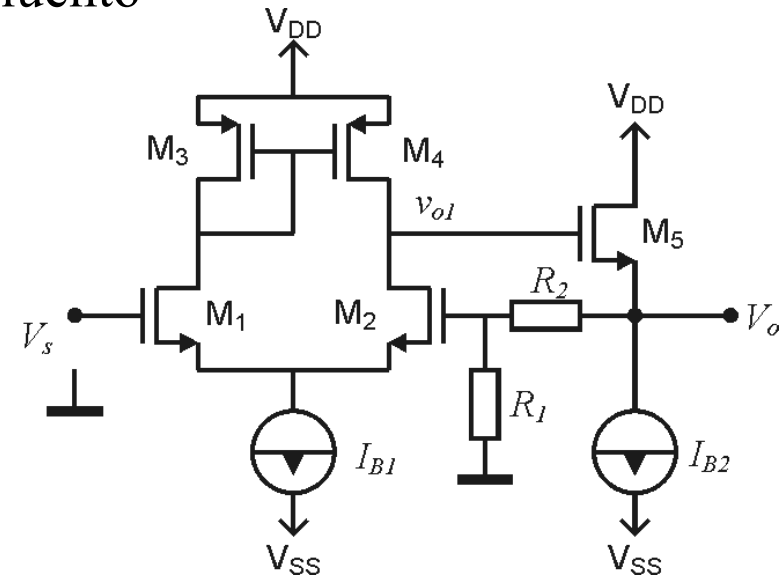 V_DD
V_DD
M_3
M_4
v_o1
M_5
R_2
V_s
M_1
M_2
V_o
R_1
I_B1
I_B2
V_SS
V_SS